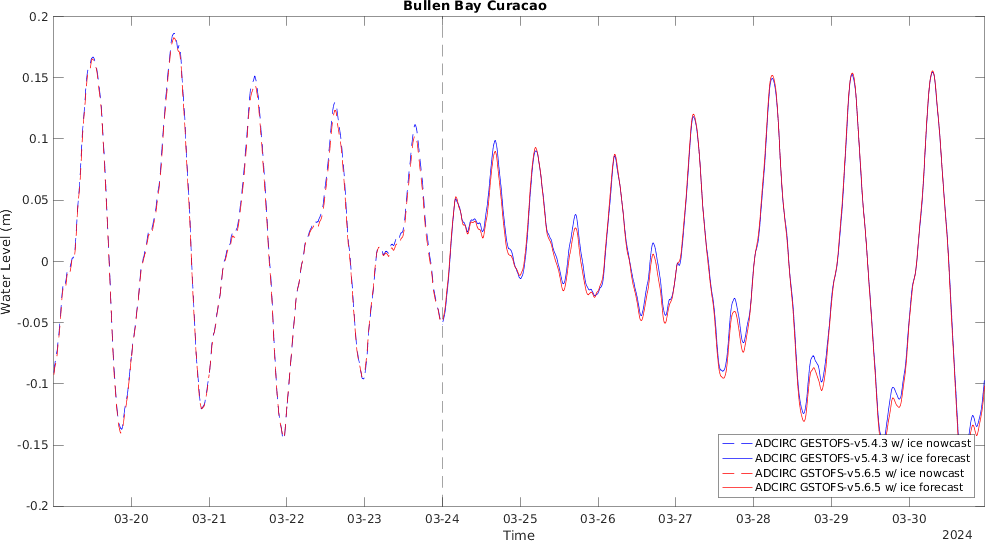 Bullen Bay Curacao
0.2
0.15
0.1
0.05
0
-0.05
-0.1
-0.15
-0.2
Water Level (m)
03-20 03-21 03-22 03-23 03-24 03-25 03-26 03-27 03-28 03-29 03-30
Time
2024
ADCIRC GESTOFS-v5.4.3 w/ ice nowcast
ADCIRC GESTOFS-v5.4.3 w/ ice forecast
ADCIRC GSTOFS-v5.6.5 w/ ice nowcast
ADCIRC GSTOFS-v5.6.5 w/ ice forecast